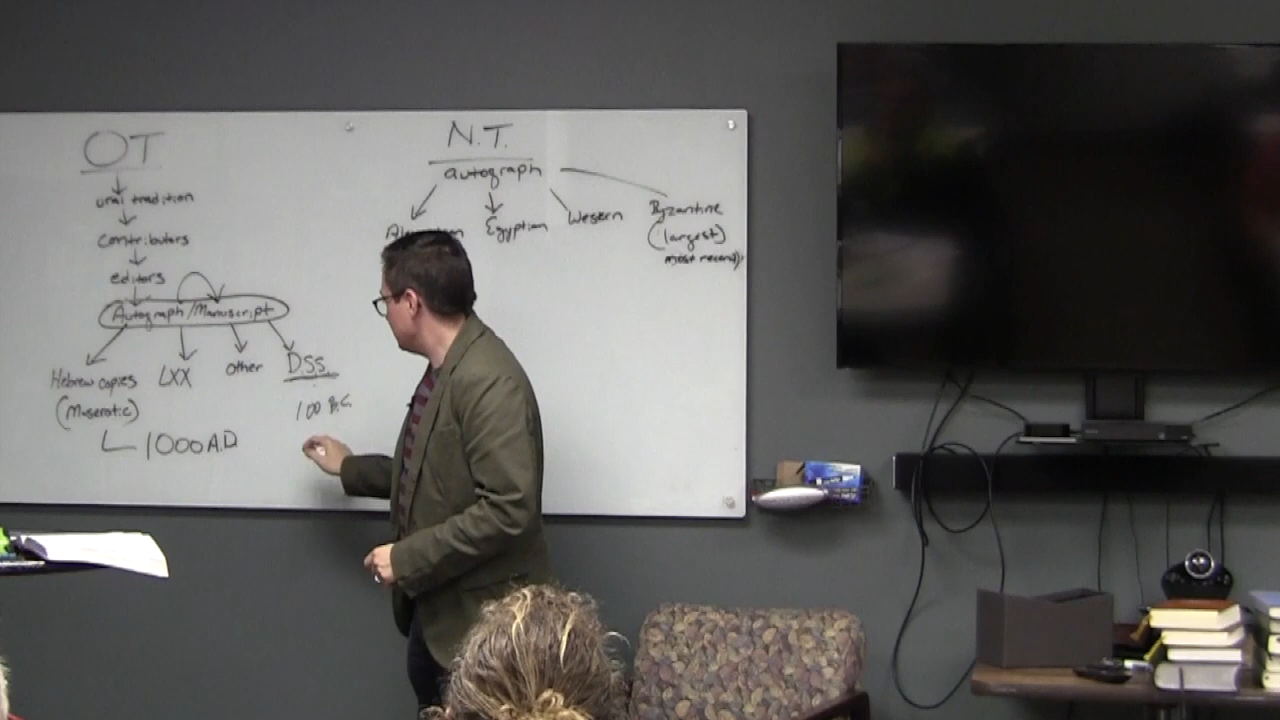 OT
oral tradition
contributors
editors
Autograph/Manuscript
Hebrew copies
(Maserotic)
1000 A.D
LXX
other
D.S.S.
100 B.C.
N.T.
autograph
Egyptian
Western
Byzantine
(largest)
most recent)